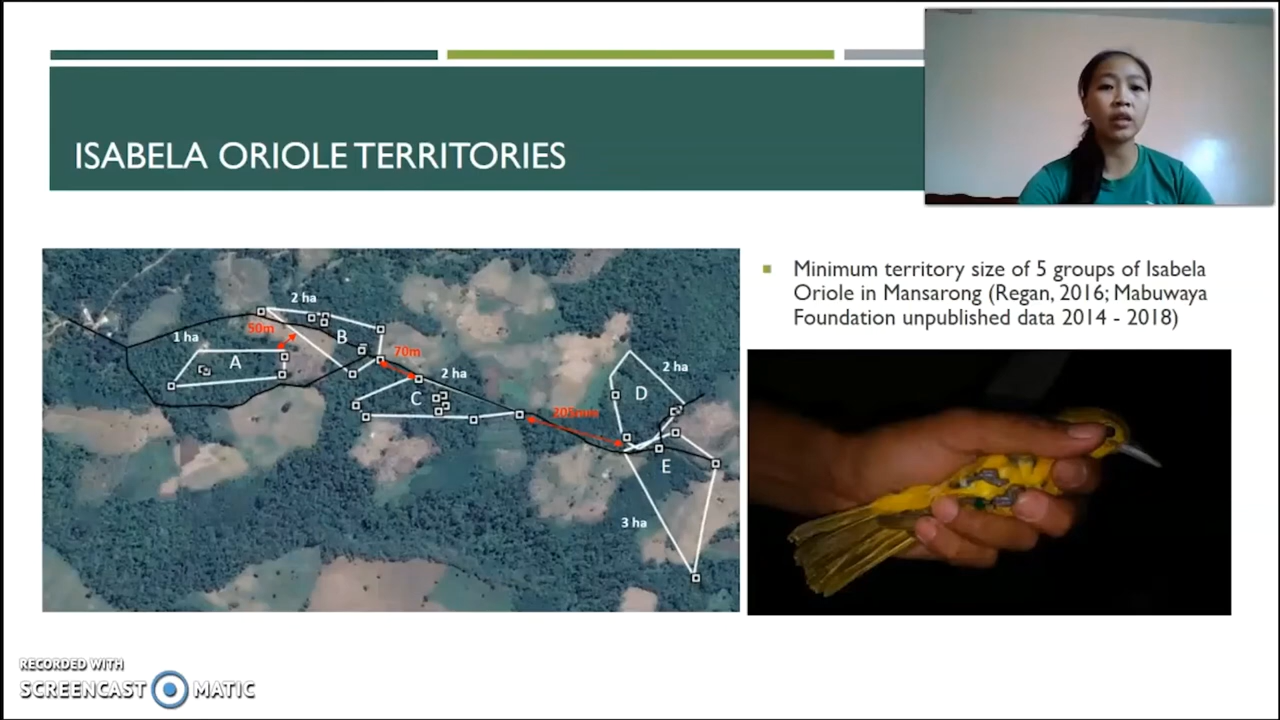 ISABELA ORIOLE TERRITORIES
2 ha
50m
1 ha
B
A
70m
2 ha
C
2 ha
D
E
3 ha
Minimum territory size of 5 groups of Isabela
Oriole in Mansarong (Regan, 2016; Mabuwaya
Foundation unpublished data 2014 - 2018)
RECORDED WITH
SCREENCAST MATIC